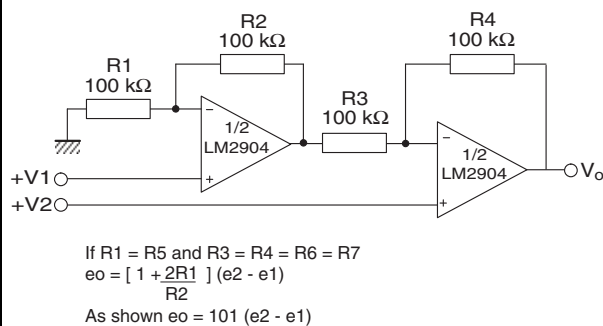 R2
100 kΩ
R4
100 kΩ
R1
100 kΩ
R3
100 kΩ
1/2
LM2904
1/2
LM2904
+V1
+V2
Vo
If R1 = R5 and R3 = R4 = R6 = R7
eo = [ 1 + 2R1 ] (e2 - e1)
R2
As shown eo = 101 (e2 - e1)